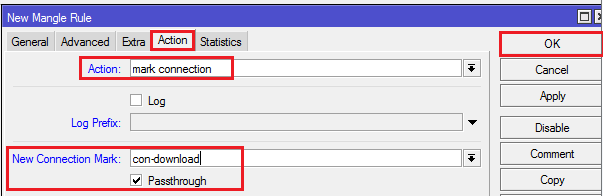 New Mangle Rule
General Advanced Extra Action Statistics
OK
Action: mark connection
Cancel
Log
Apply
Log Prefix:
Disable
New Connection Mark: con-download
Comment
Passthrough
Copy